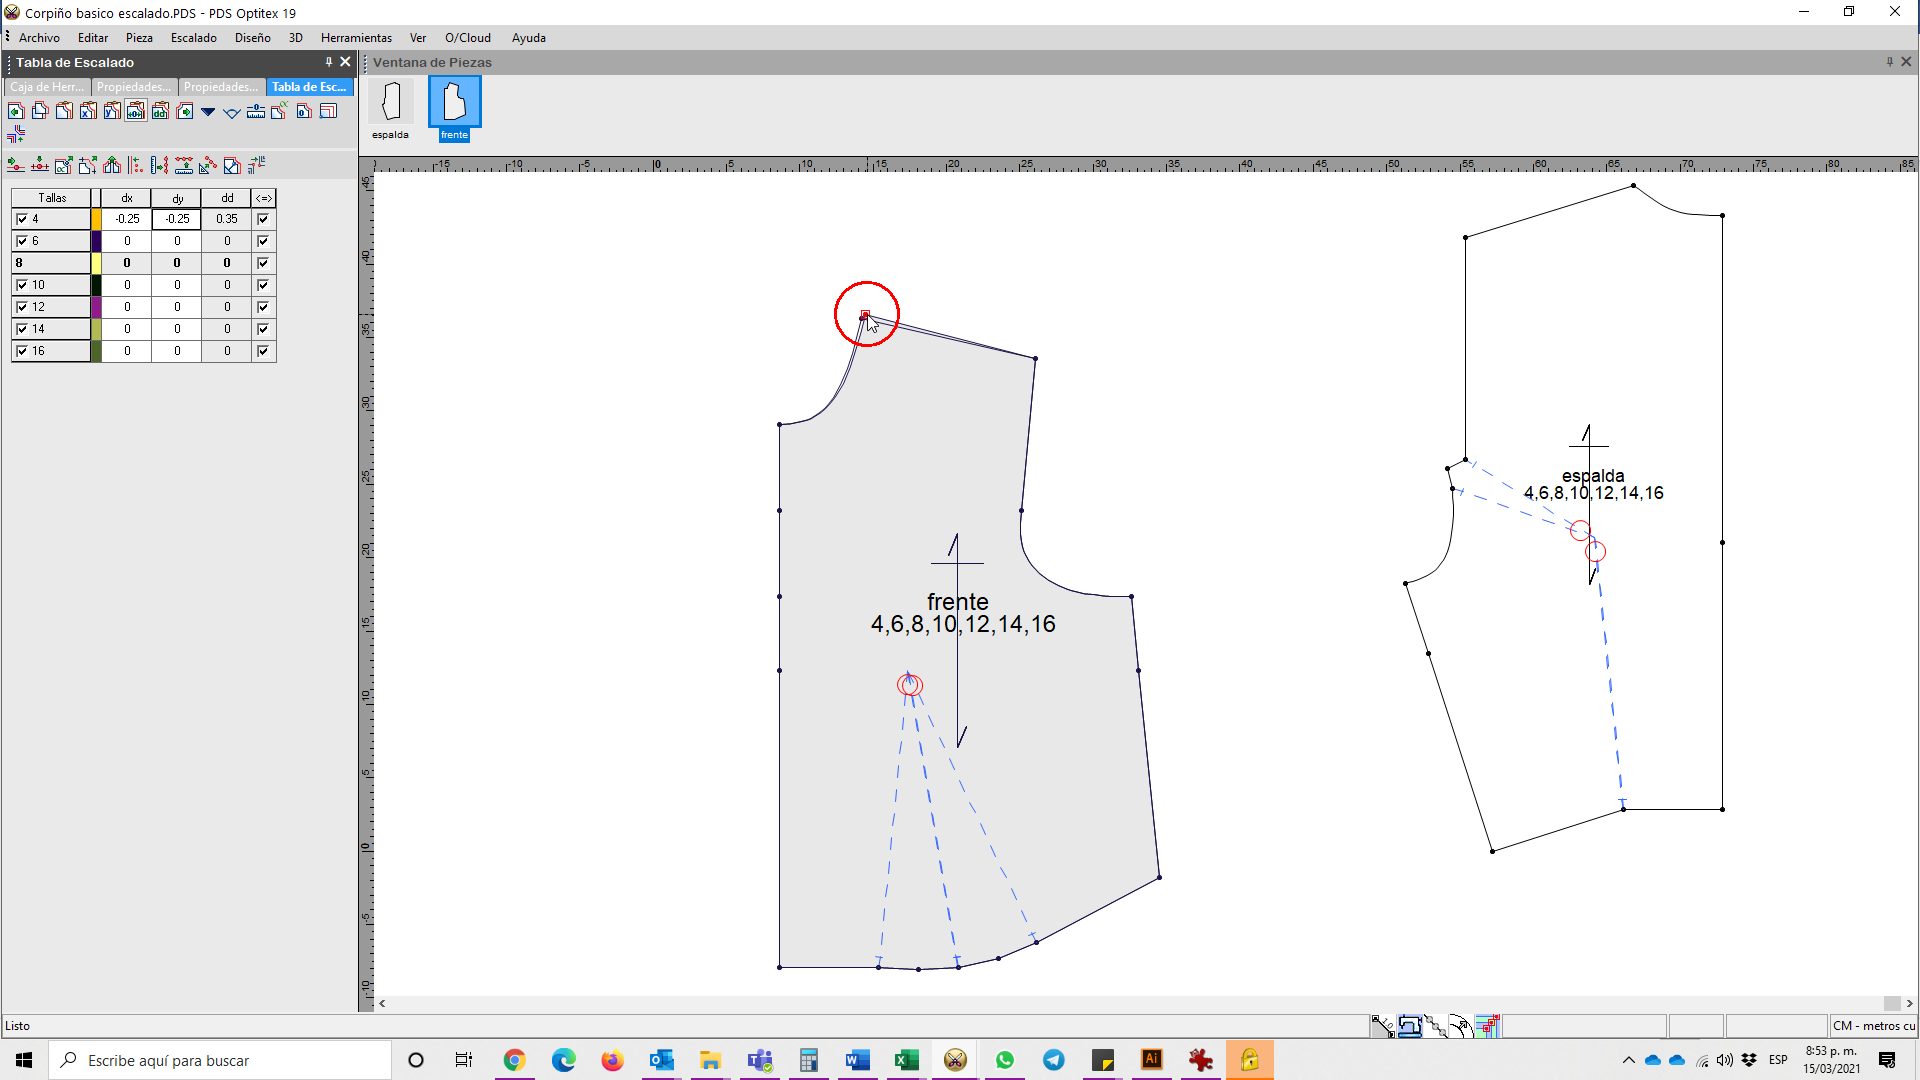 Corpiño basico escalado.PDS - PDS Optitex 19
Archivo Editar Pieza Escalado Diseño 3D Herramientas Ver O/Cloud Ayuda
Tabla de Escalado
Ventana de Piezas
Caja de Herr... Propiedades... Propiedades... Tabla de Esc...
espalda frente
-15 -10 -5 0 5 10 15 20 25 30 35 40 45 50 55 60 65 70 75 80 85
45 40 35 30 25 20 15 10 5 0 -5 -10
Tallas dx dy dd <=>
4 -0.25 -0.25 0.35
6 0 0 0
8 0 0 0
10 0 0 0
12 0 0 0
14 0 0 0
16 0 0 0
espalda
4,6,8,10,12,14,16
frente
4,6,8,10,12,14,16
Listo
CM - metros cu
Escribe aquí para buscar
ESP
8:53 p. m.
15/03/2021